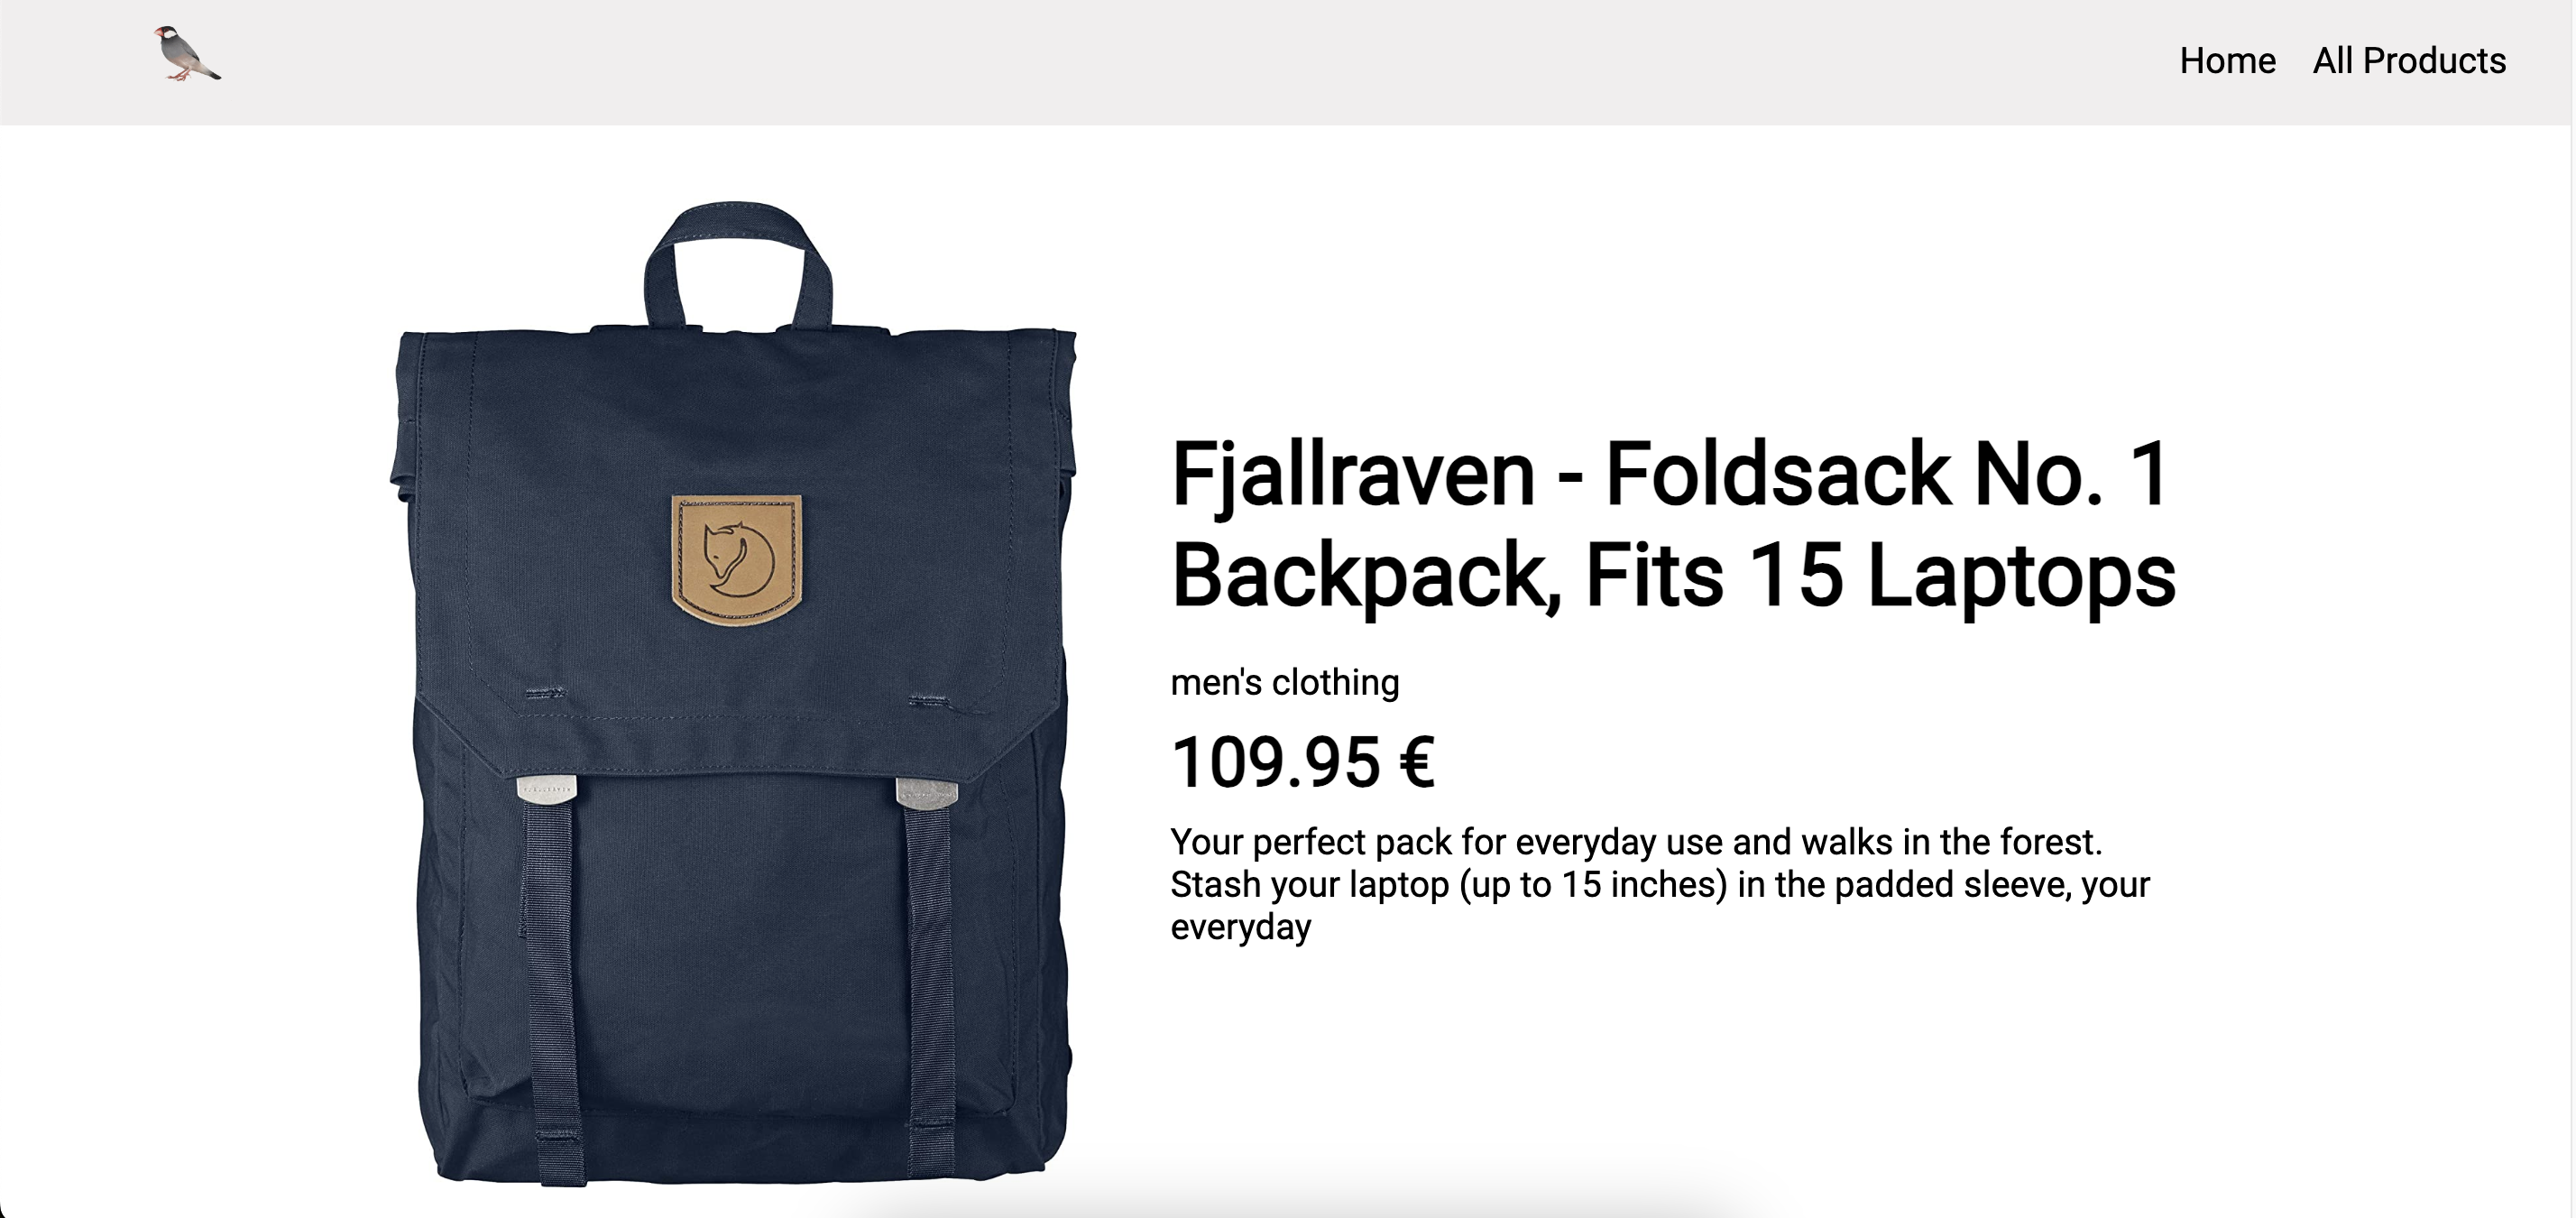 Home All Products
Fjallraven - Foldsack No. 1
Backpack, Fits 15 Laptops
men's clothing
109.95 €
Your perfect pack for everyday use and walks in the forest.
Stash your laptop (up to 15 inches) in the padded sleeve, your
everyday